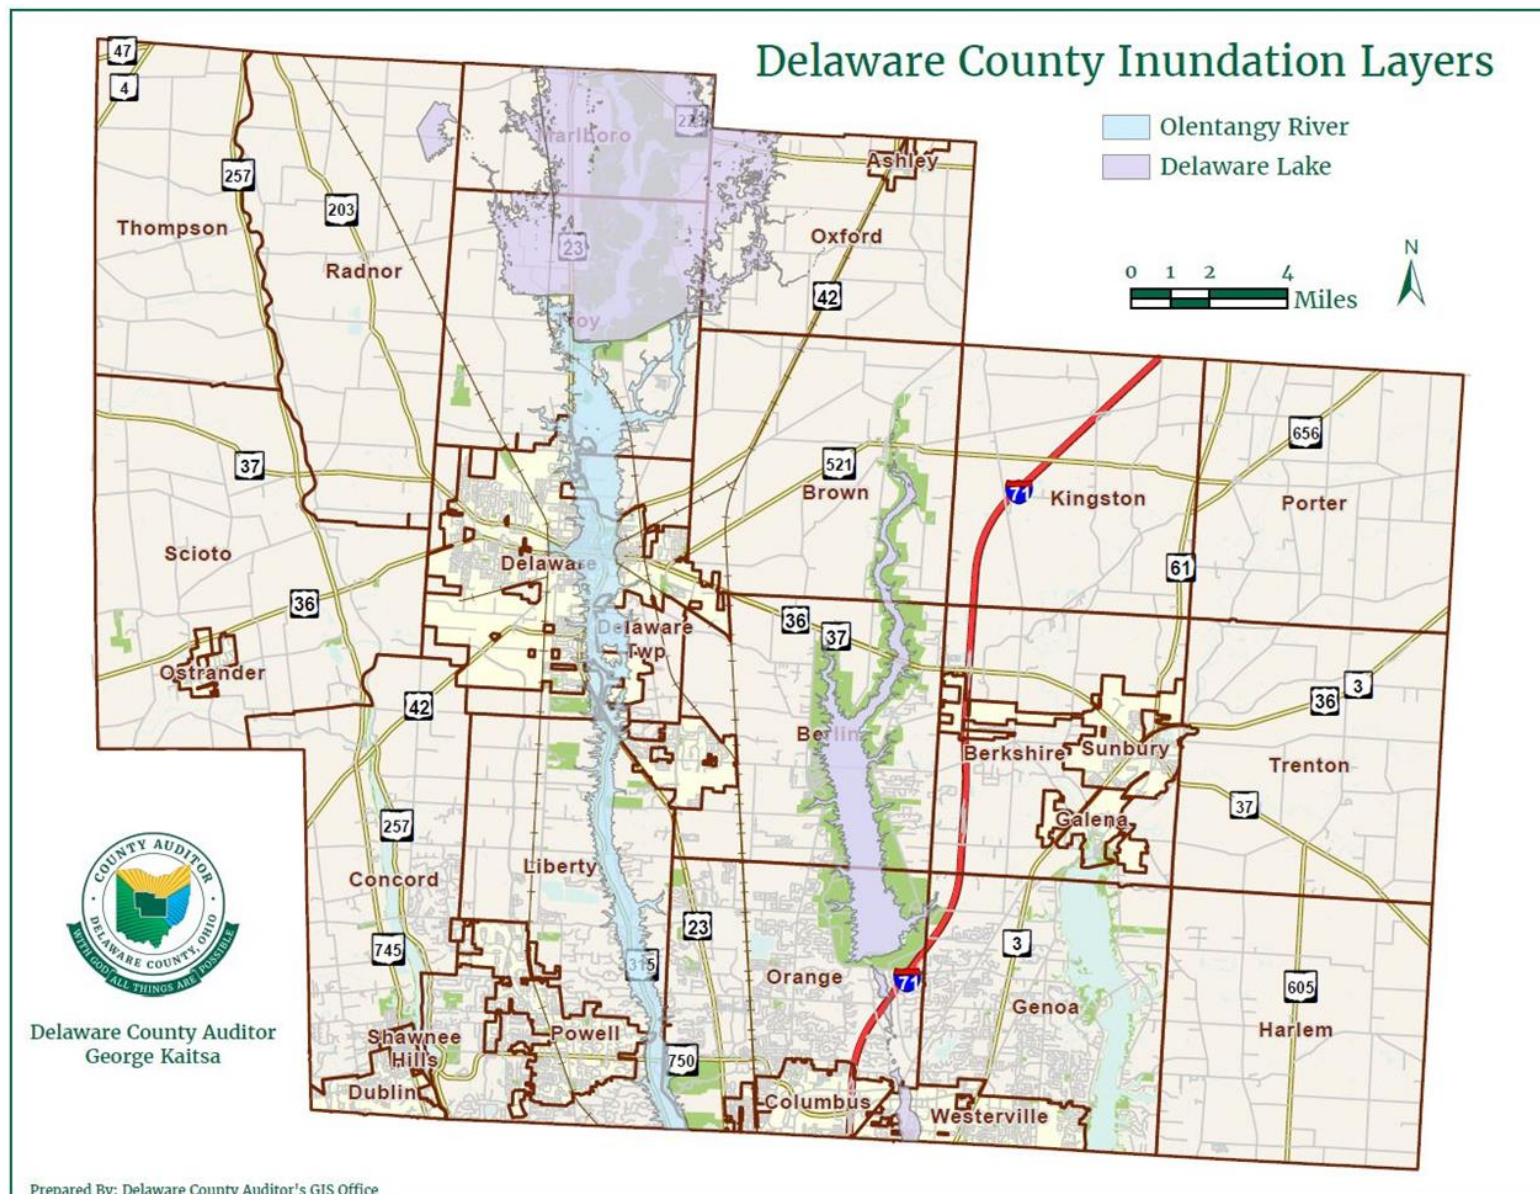 Delaware County Inundation Layers
Olentangy River
Delaware Lake
N
0 1 2 4
Miles
47
4
257
203
Thompson
Radnor
Marlboro
229
23
Troy
Ashley
Oxford
42
37
Scioto
36
Ostrander
42
Delaware
Delaware
Twp
521
Brown
71
Kingston
656
Porter
61
36
37
Berlin
Berkshire
Sunbury
Galena
36
3
Trenton
37
257
Concord
745
Liberty
23
315
Orange
71
3
Genoa
605
Harlem
Shawnee
Hills
Powell
750
Dublin
Columbus
Westerville
COUNTY AUDITOR
DELAWARE COUNTY, OHIO
WITH GOD ALL THINGS ARE POSSIBLE
Delaware County Auditor
George Kaitsa
Prepared By: Delaware County Auditor's GIS Office